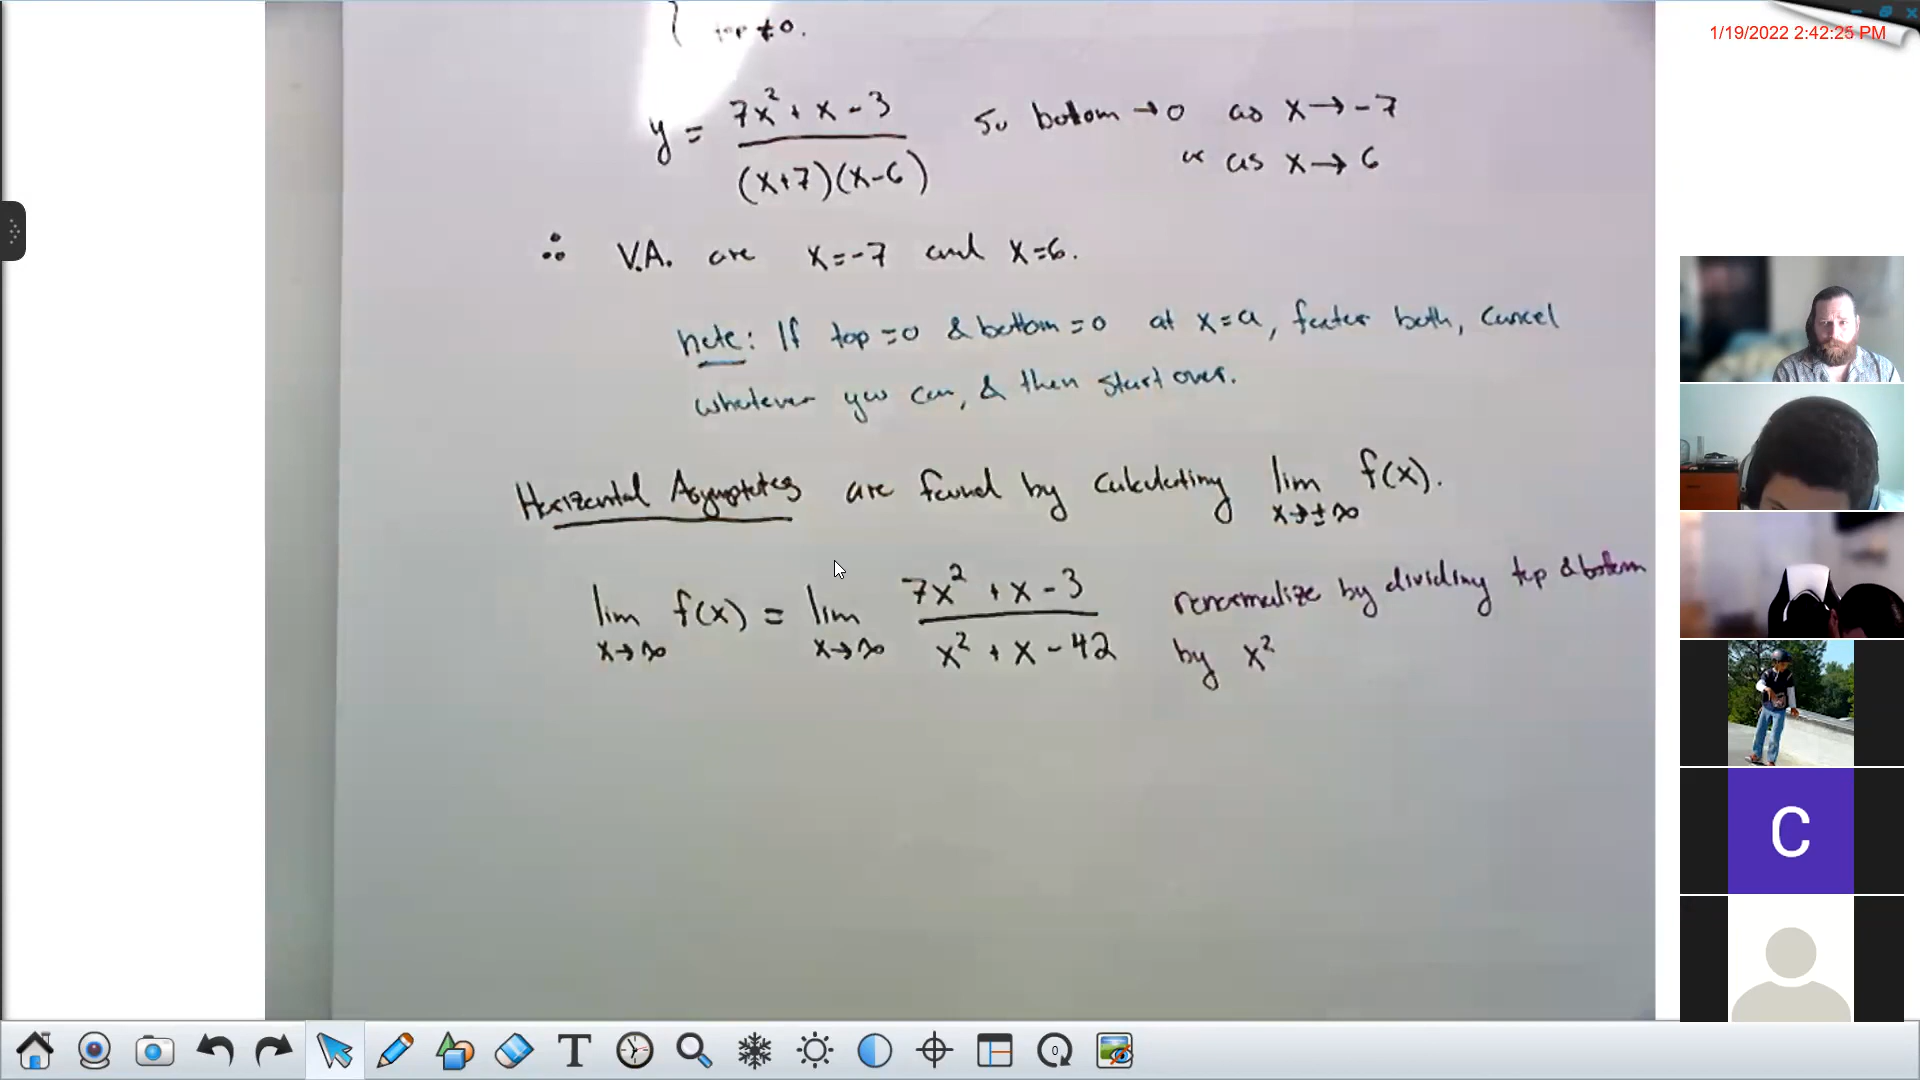 1/19/2022 2:42:25 PM
top ≠ 0.
y = (7x² + x - 3) / ((x+7)(x-6)) So bottom → 0 as x → -7
or as x → 6
∴ V.A. are x = -7 and x = 6.
note: If top = 0 & bottom = 0 at x = a, factor both, cancel
whatever you can, & then start over.
Horizontal Asymptotes are found by calculating lim x→±∞ f(x).
lim x→∞ f(x) = lim x→∞ (7x² + x - 3) / (x² + x - 42) renormalize by dividing top & bottom
by x²
C
T
0